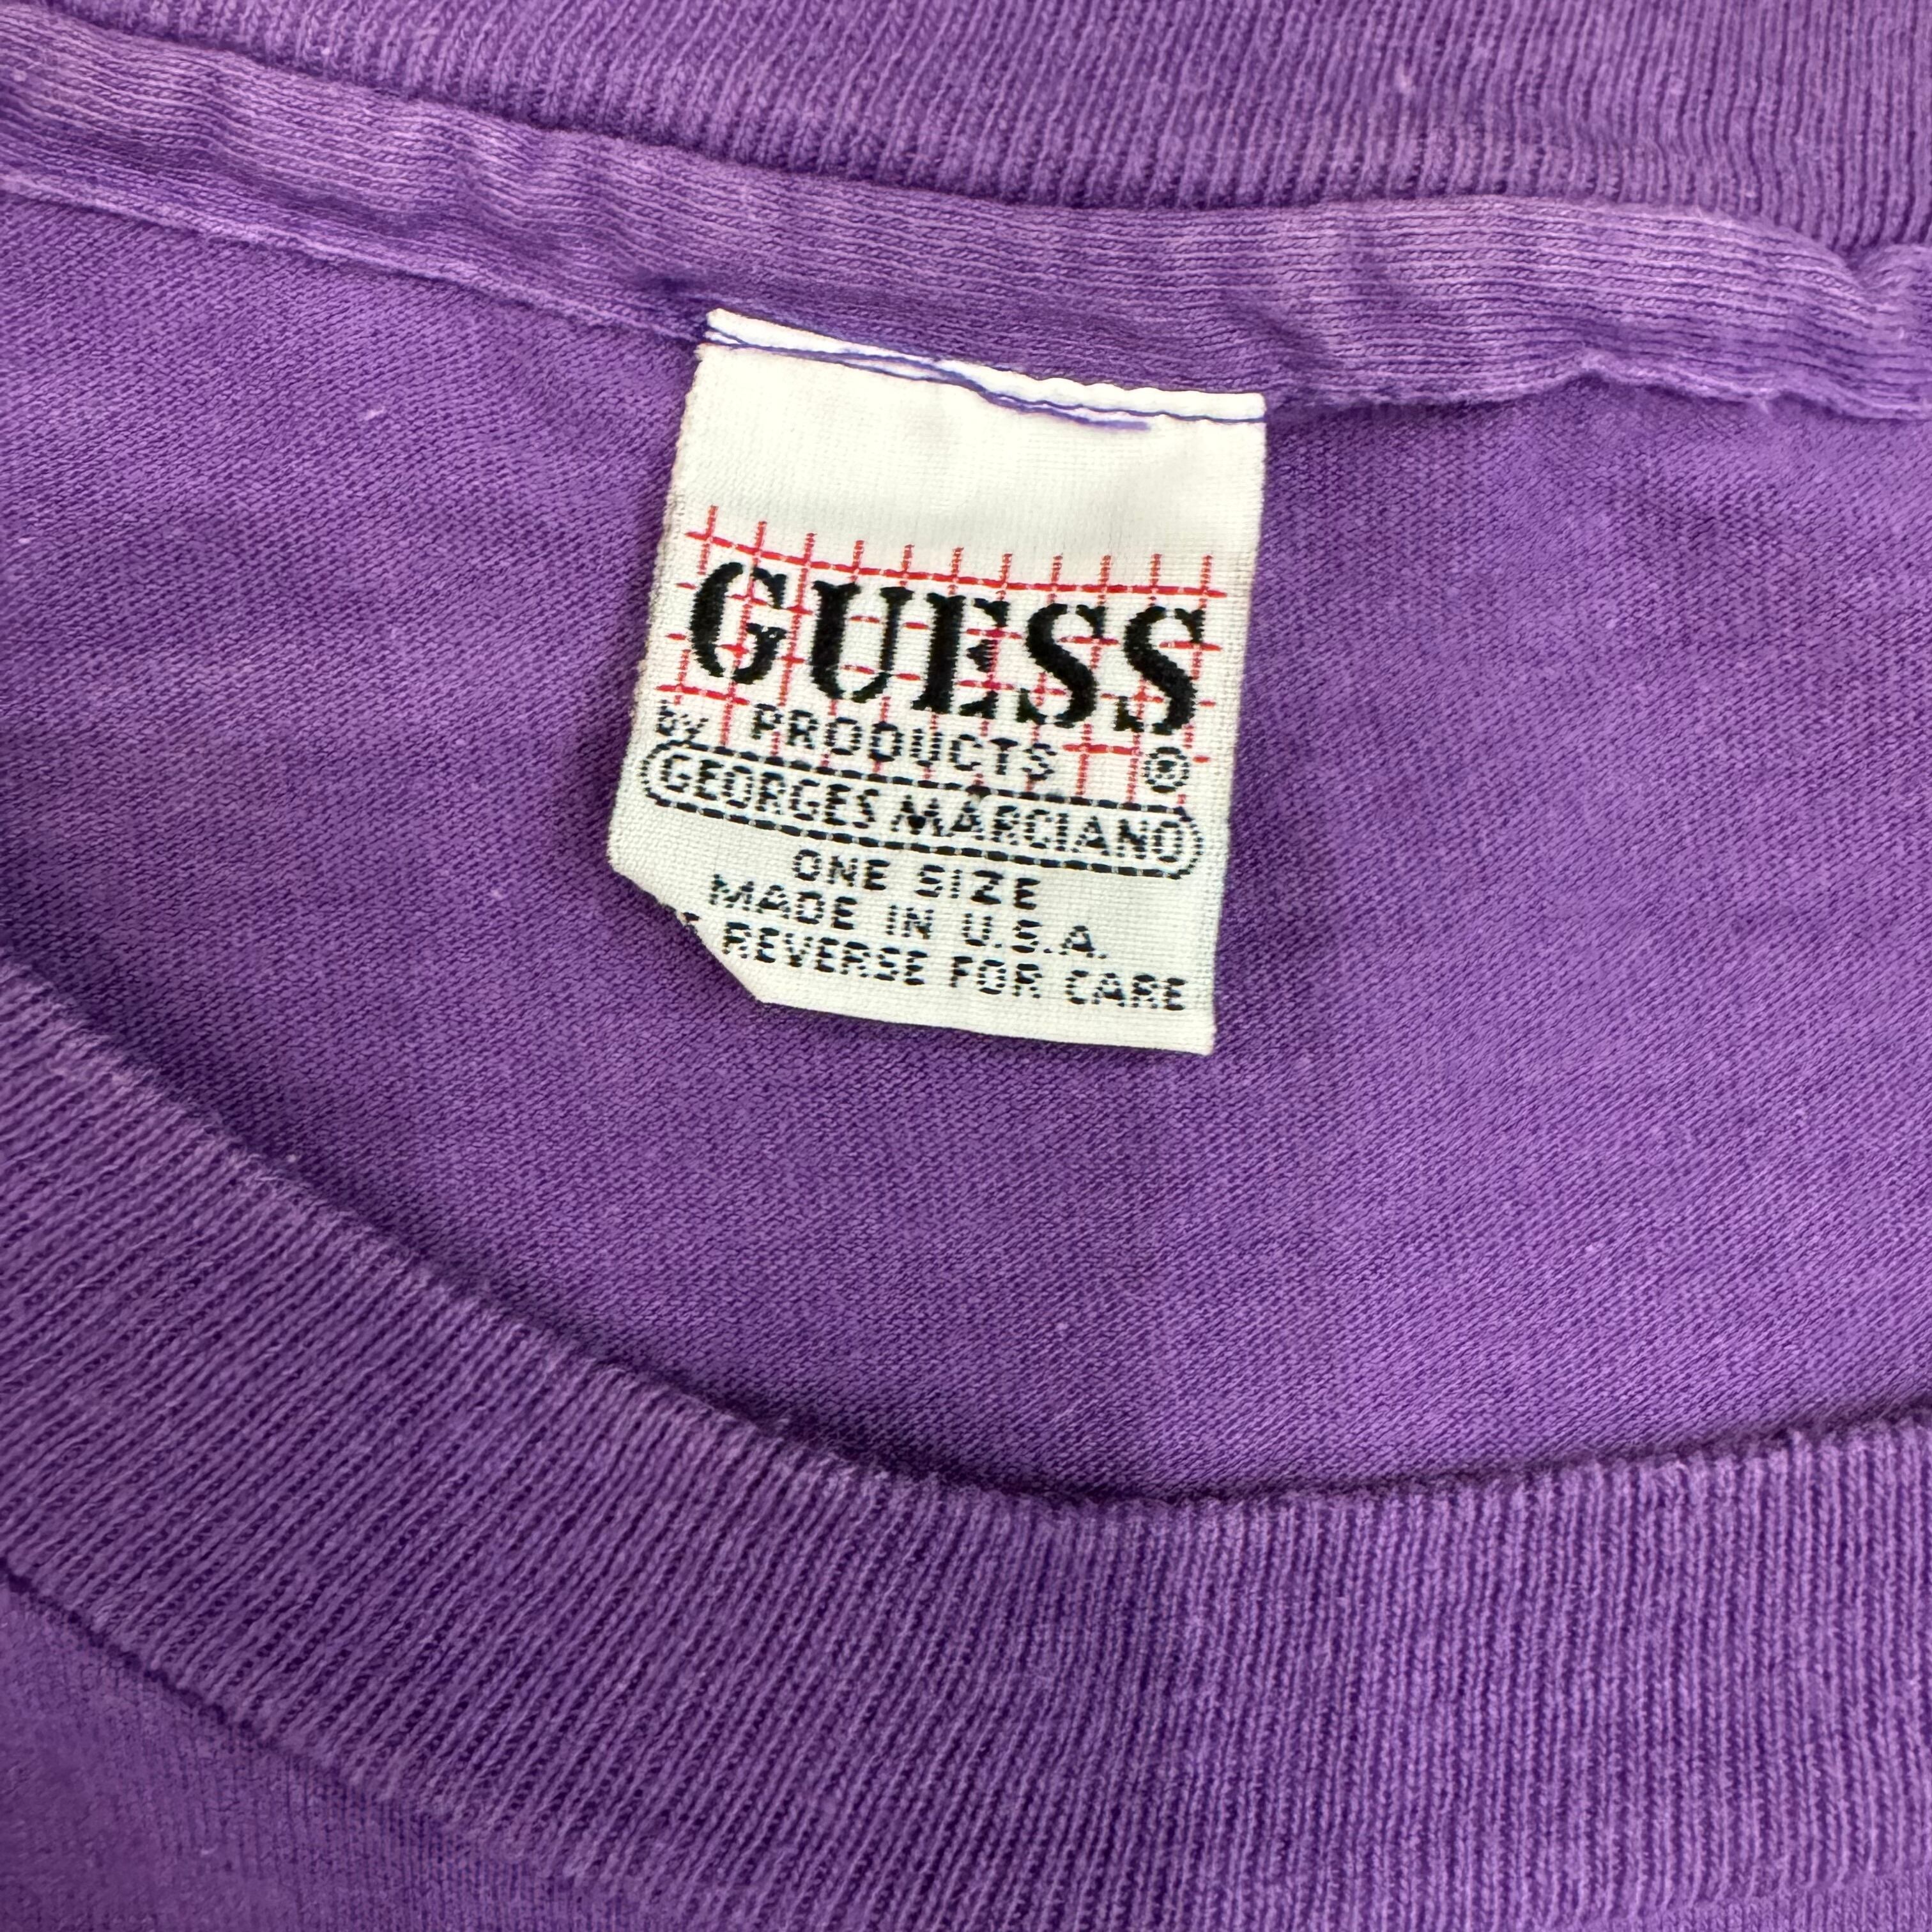 GUESS
by PRODUCTS ®
GEORGES MARCIANO
ONE SIZE
MADE IN U.S.A.
REVERSE FOR CARE